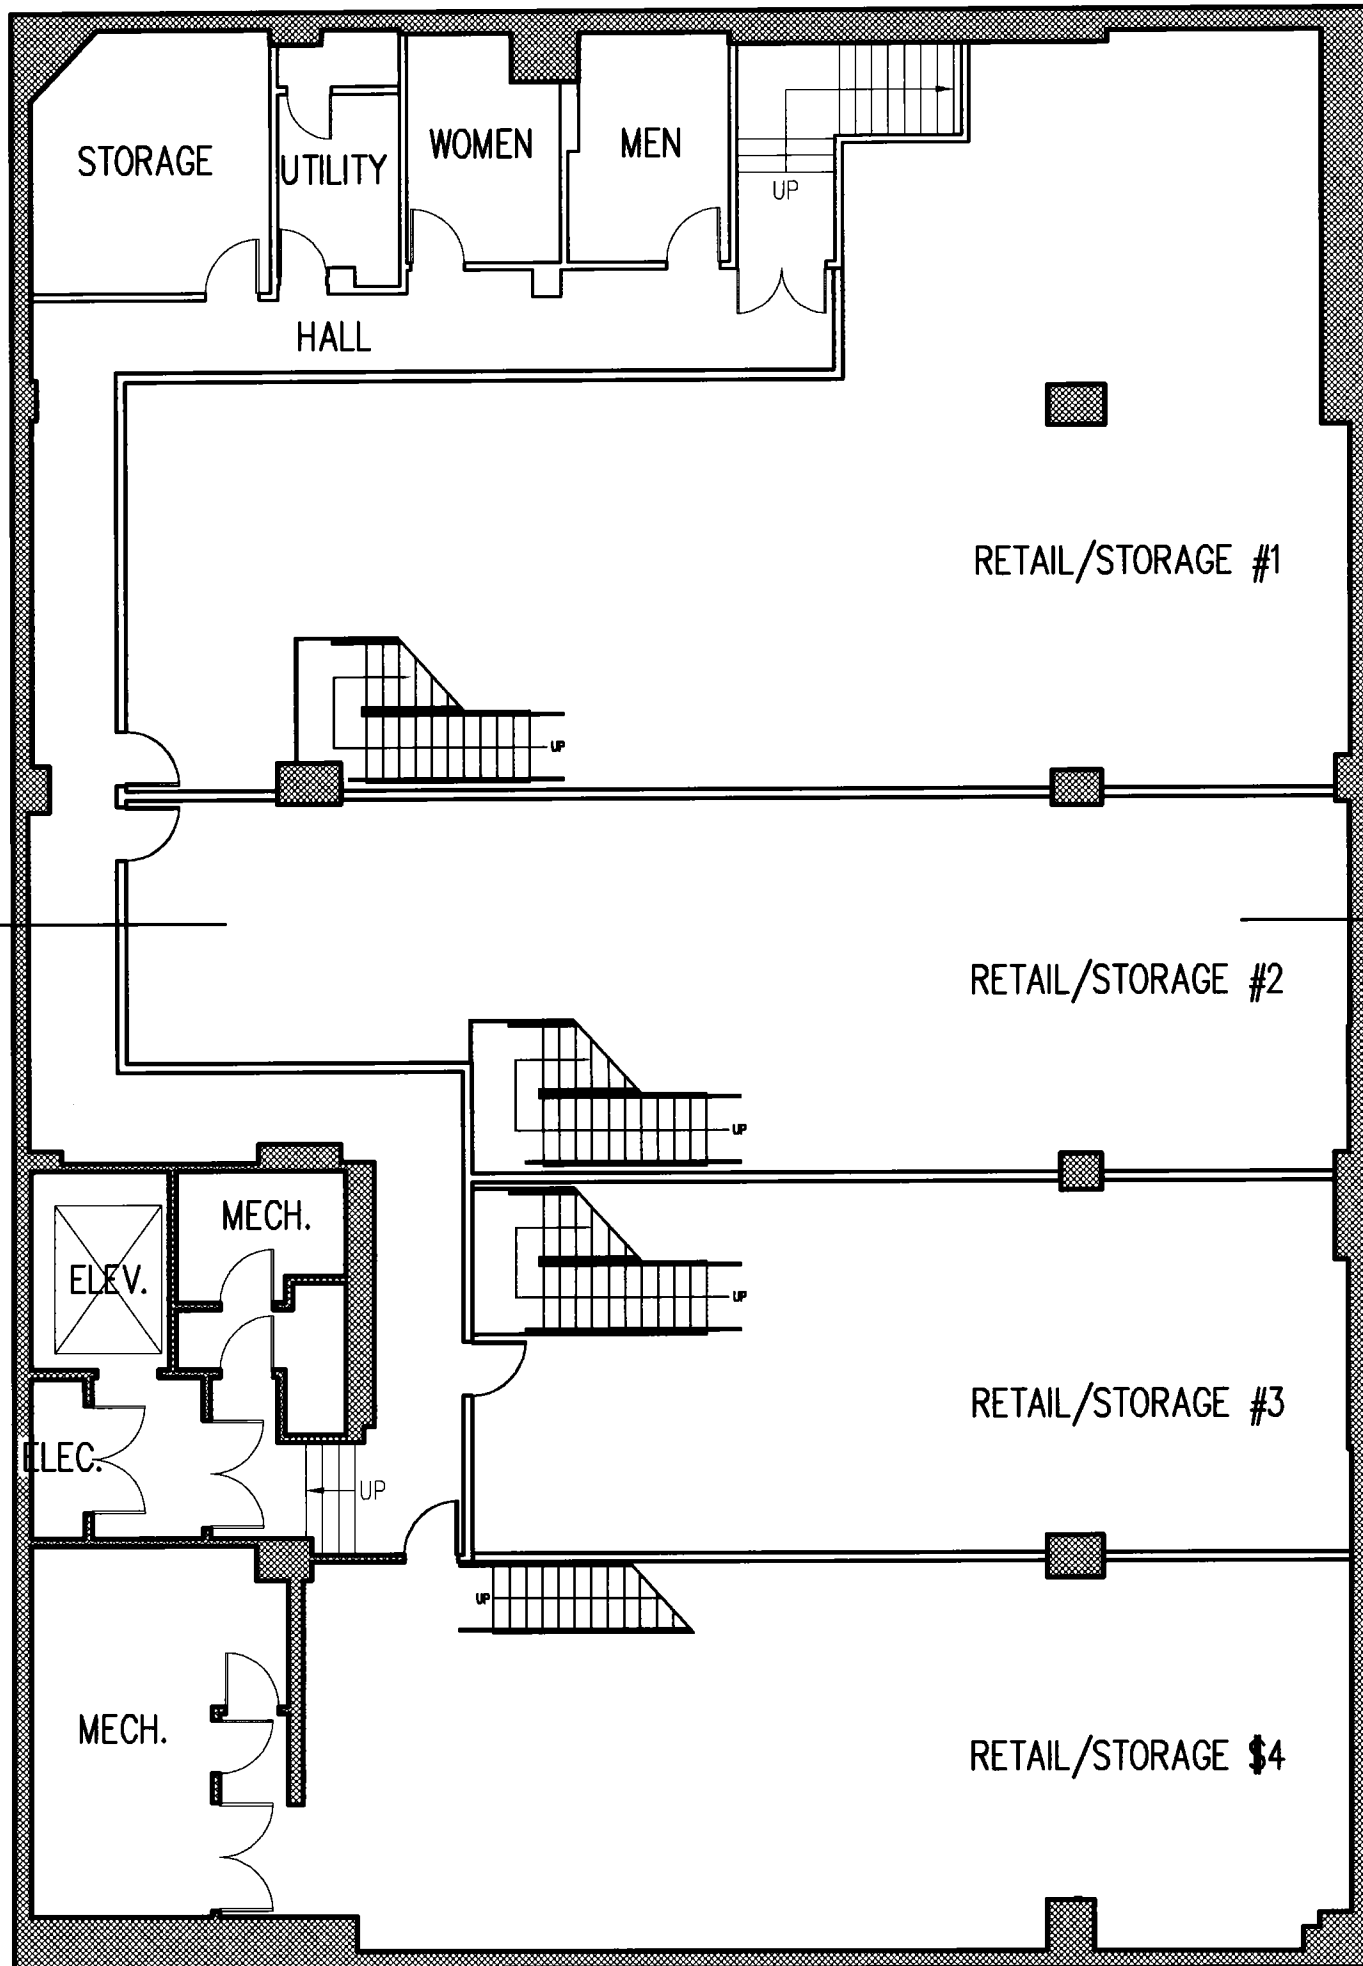 STORAGE
UTILITY
WOMEN
MEN
UP
HALL
RETAIL/STORAGE #1
UP
RETAIL/STORAGE #2
UP
MECH.
ELEV.
UP
RETAIL/STORAGE #3
ELEC.
UP
UP
MECH.
RETAIL/STORAGE $4